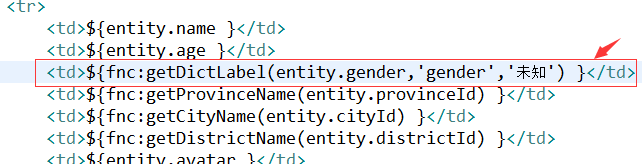 <tr>
<td>${entity.name }</td>
<td>${entity.age }</td>
<td>${fnc:getDictLabel(entity.gender,'gender','未知') }</td>
<td>${fnc:getProvinceName(entity.provinceId) }</td>
<td>${fnc:getCityName(entity.cityId) }</td>
<td>${fnc:getDistrictName(entity.districtId) }</td>
<td>${entity.avatar }</td>